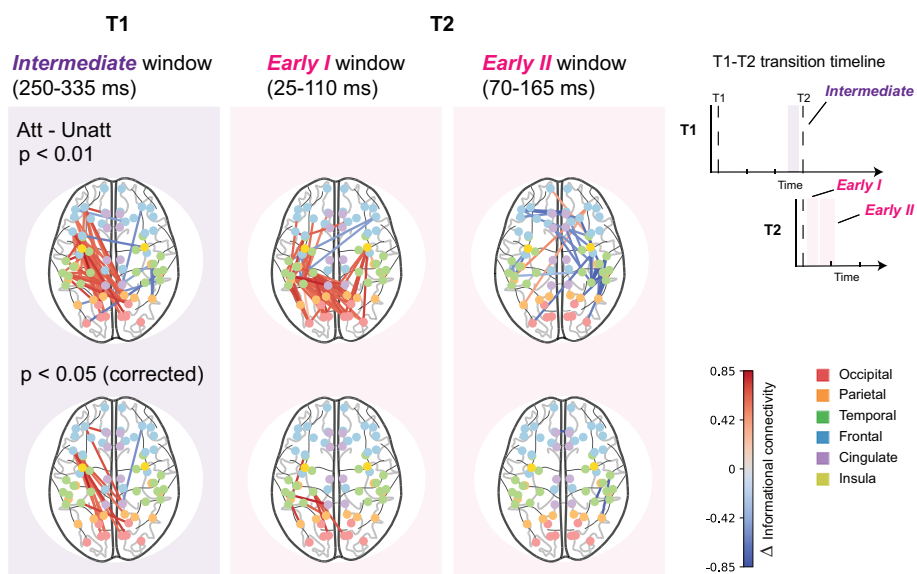 T1
T2
Intermediate window
(250-335 ms)
Early I window
(25-110 ms)
Early II window
(70-165 ms)
T1-T2 transition timeline
T1
T2
Intermediate
T1
Time
Early I
Early II
T2
Time
Att - Unatt
p < 0.01
p < 0.05 (corrected)
0.85
0.42
0
-0.42
-0.85
Δ Informational connectivity
Occipital
Parietal
Temporal
Frontal
Cingulate
Insula